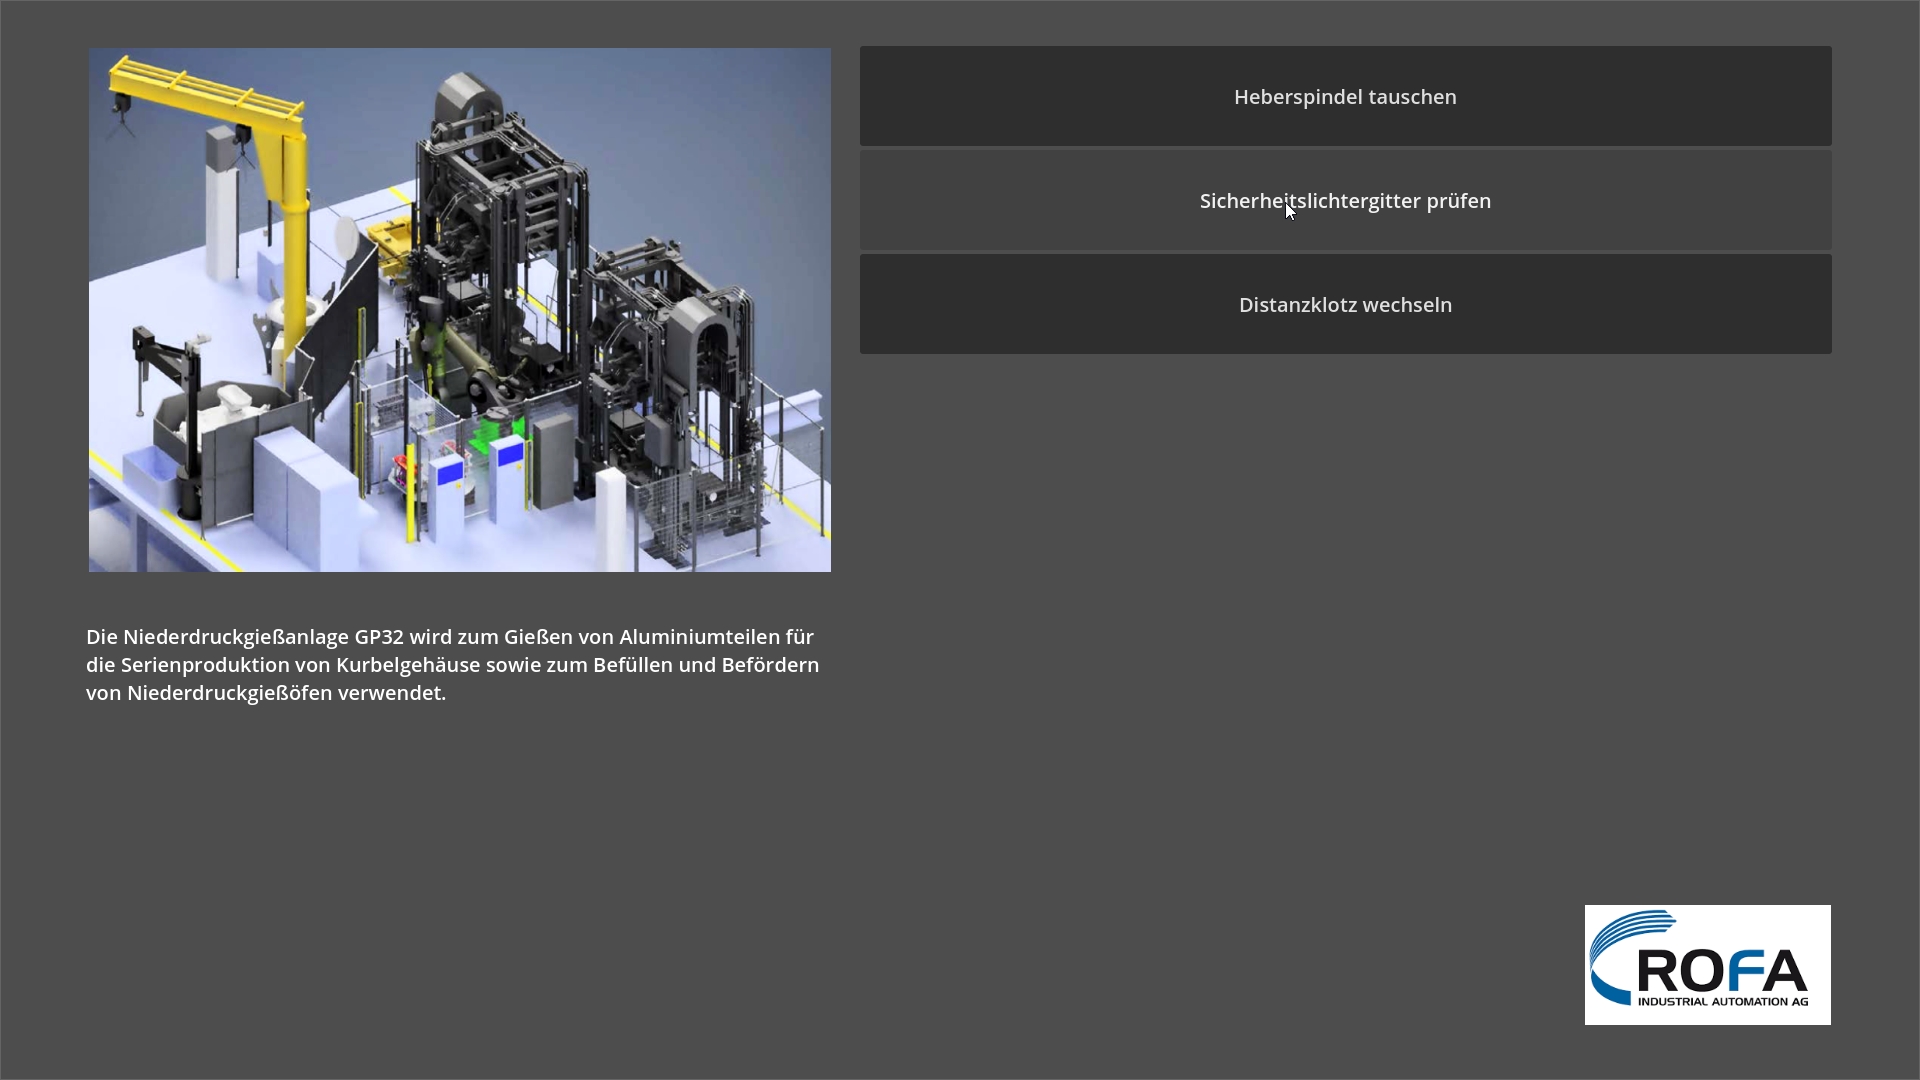 Heberspindel tauschen
Sicherheitslichtergitter prüfen
Distanzklotz wechseln
Die Niederdruckgießanlage GP32 wird zum Gießen von Aluminiumteilen für
die Serienproduktion von Kurbelgehäuse sowie zum Befüllen und Befördern
von Niederdruckgießöfen verwendet.
ROFA
INDUSTRIAL AUTOMATION AG